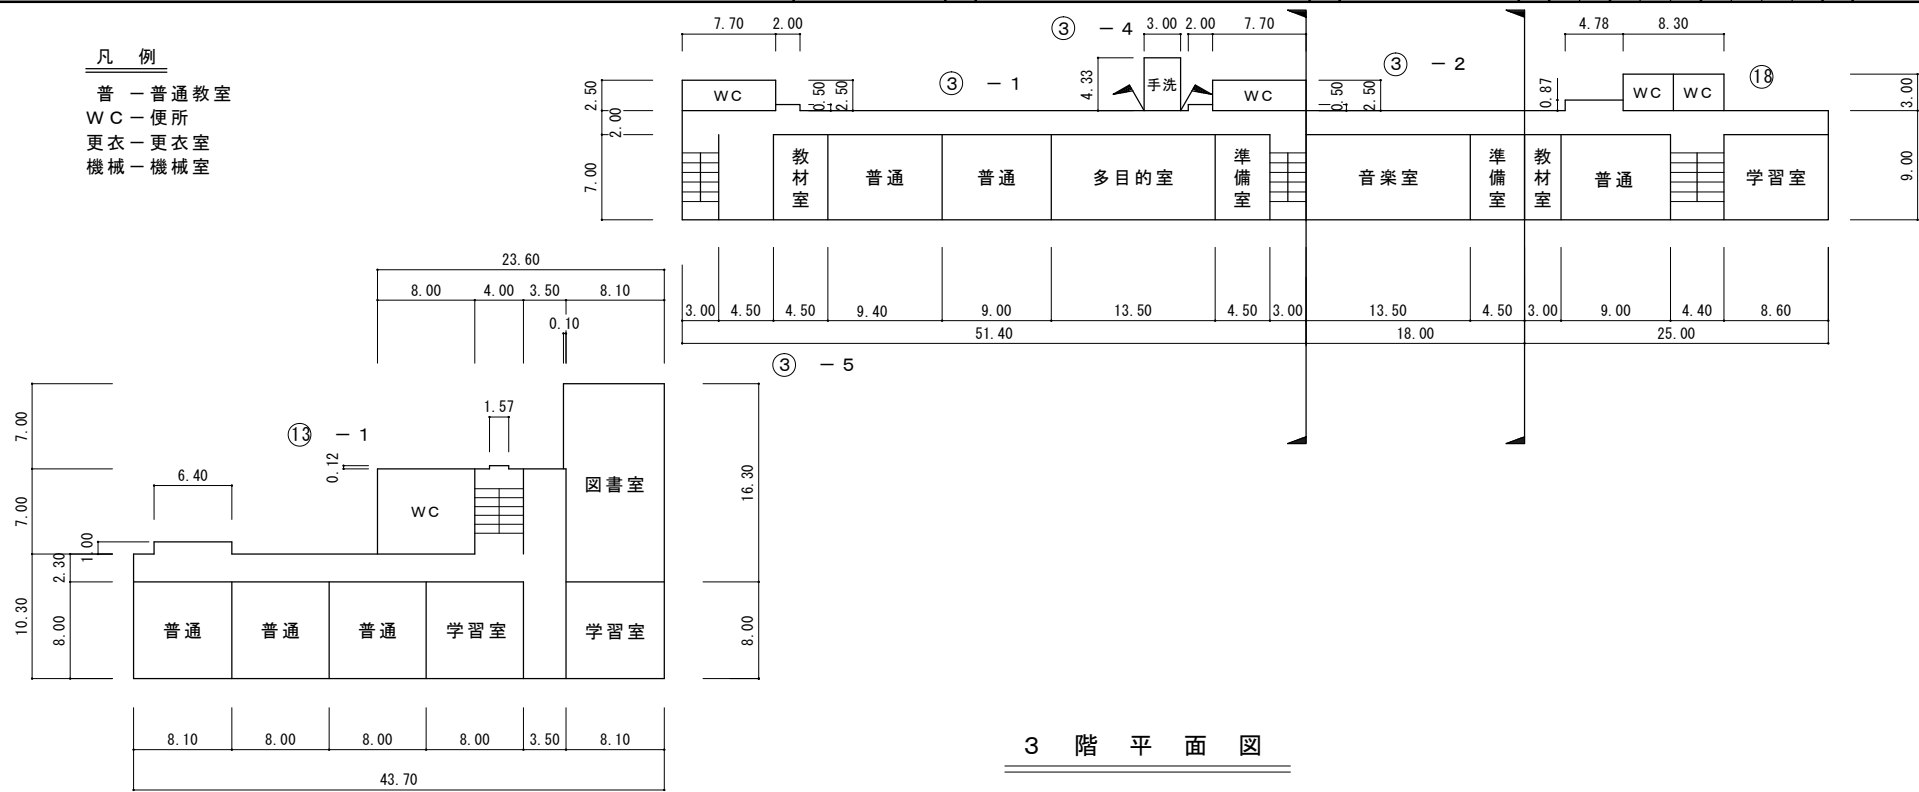 凡 例
普 －普通教室
ＷＣ－便所
更衣－更衣室
機械－機械室
7.70 2.00 ③ －4 3.00 2.00 7.70 4.78 8.30
③ －1 ③ －2 ⑱
2.50 2.00 7.00
WC 0.50 2.50 4.33 手洗 WC 0.50 2.50 0.87 WC WC 3.00
教材室 普通 普通 多目的室 準備室 音楽室 準備室 教材室 普通 学習室 9.00
3.00 4.50 4.50 9.40 9.00 13.50 4.50 3.00 13.50 4.50 3.00 9.00 4.40 8.60
51.40 18.00 25.00
③ －5
23.60
8.00 4.00 3.50 8.10
0.10
⑬ －1
1.57
0.12
6.40
7.00 7.00 10.30
1.00 2.30 8.00
WC 図書室 16.30
普通 普通 普通 学習室 学習室 8.00
8.10 8.00 8.00 8.00 3.50 8.10
43.70
3 階 平 面 図